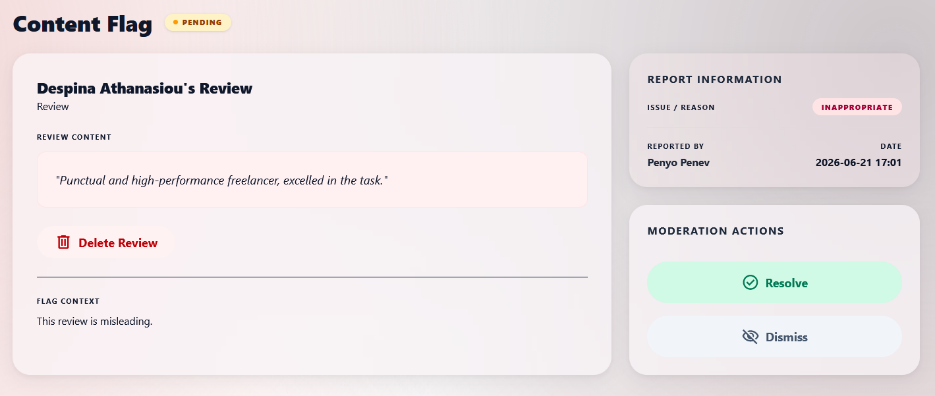 Content Flag
PENDING
Despina Athanasiou's Review
Review
REVIEW CONTENT
"Punctual and high-performance freelancer, excelled in the task."
Delete Review
FLAG CONTEXT
This review is misleading.
REPORT INFORMATION
ISSUE / REASON
INAPPROPRIATE
REPORTED BY
DATE
Penyo Penev
2026-06-21 17:01
MODERATION ACTIONS
Resolve
Dismiss